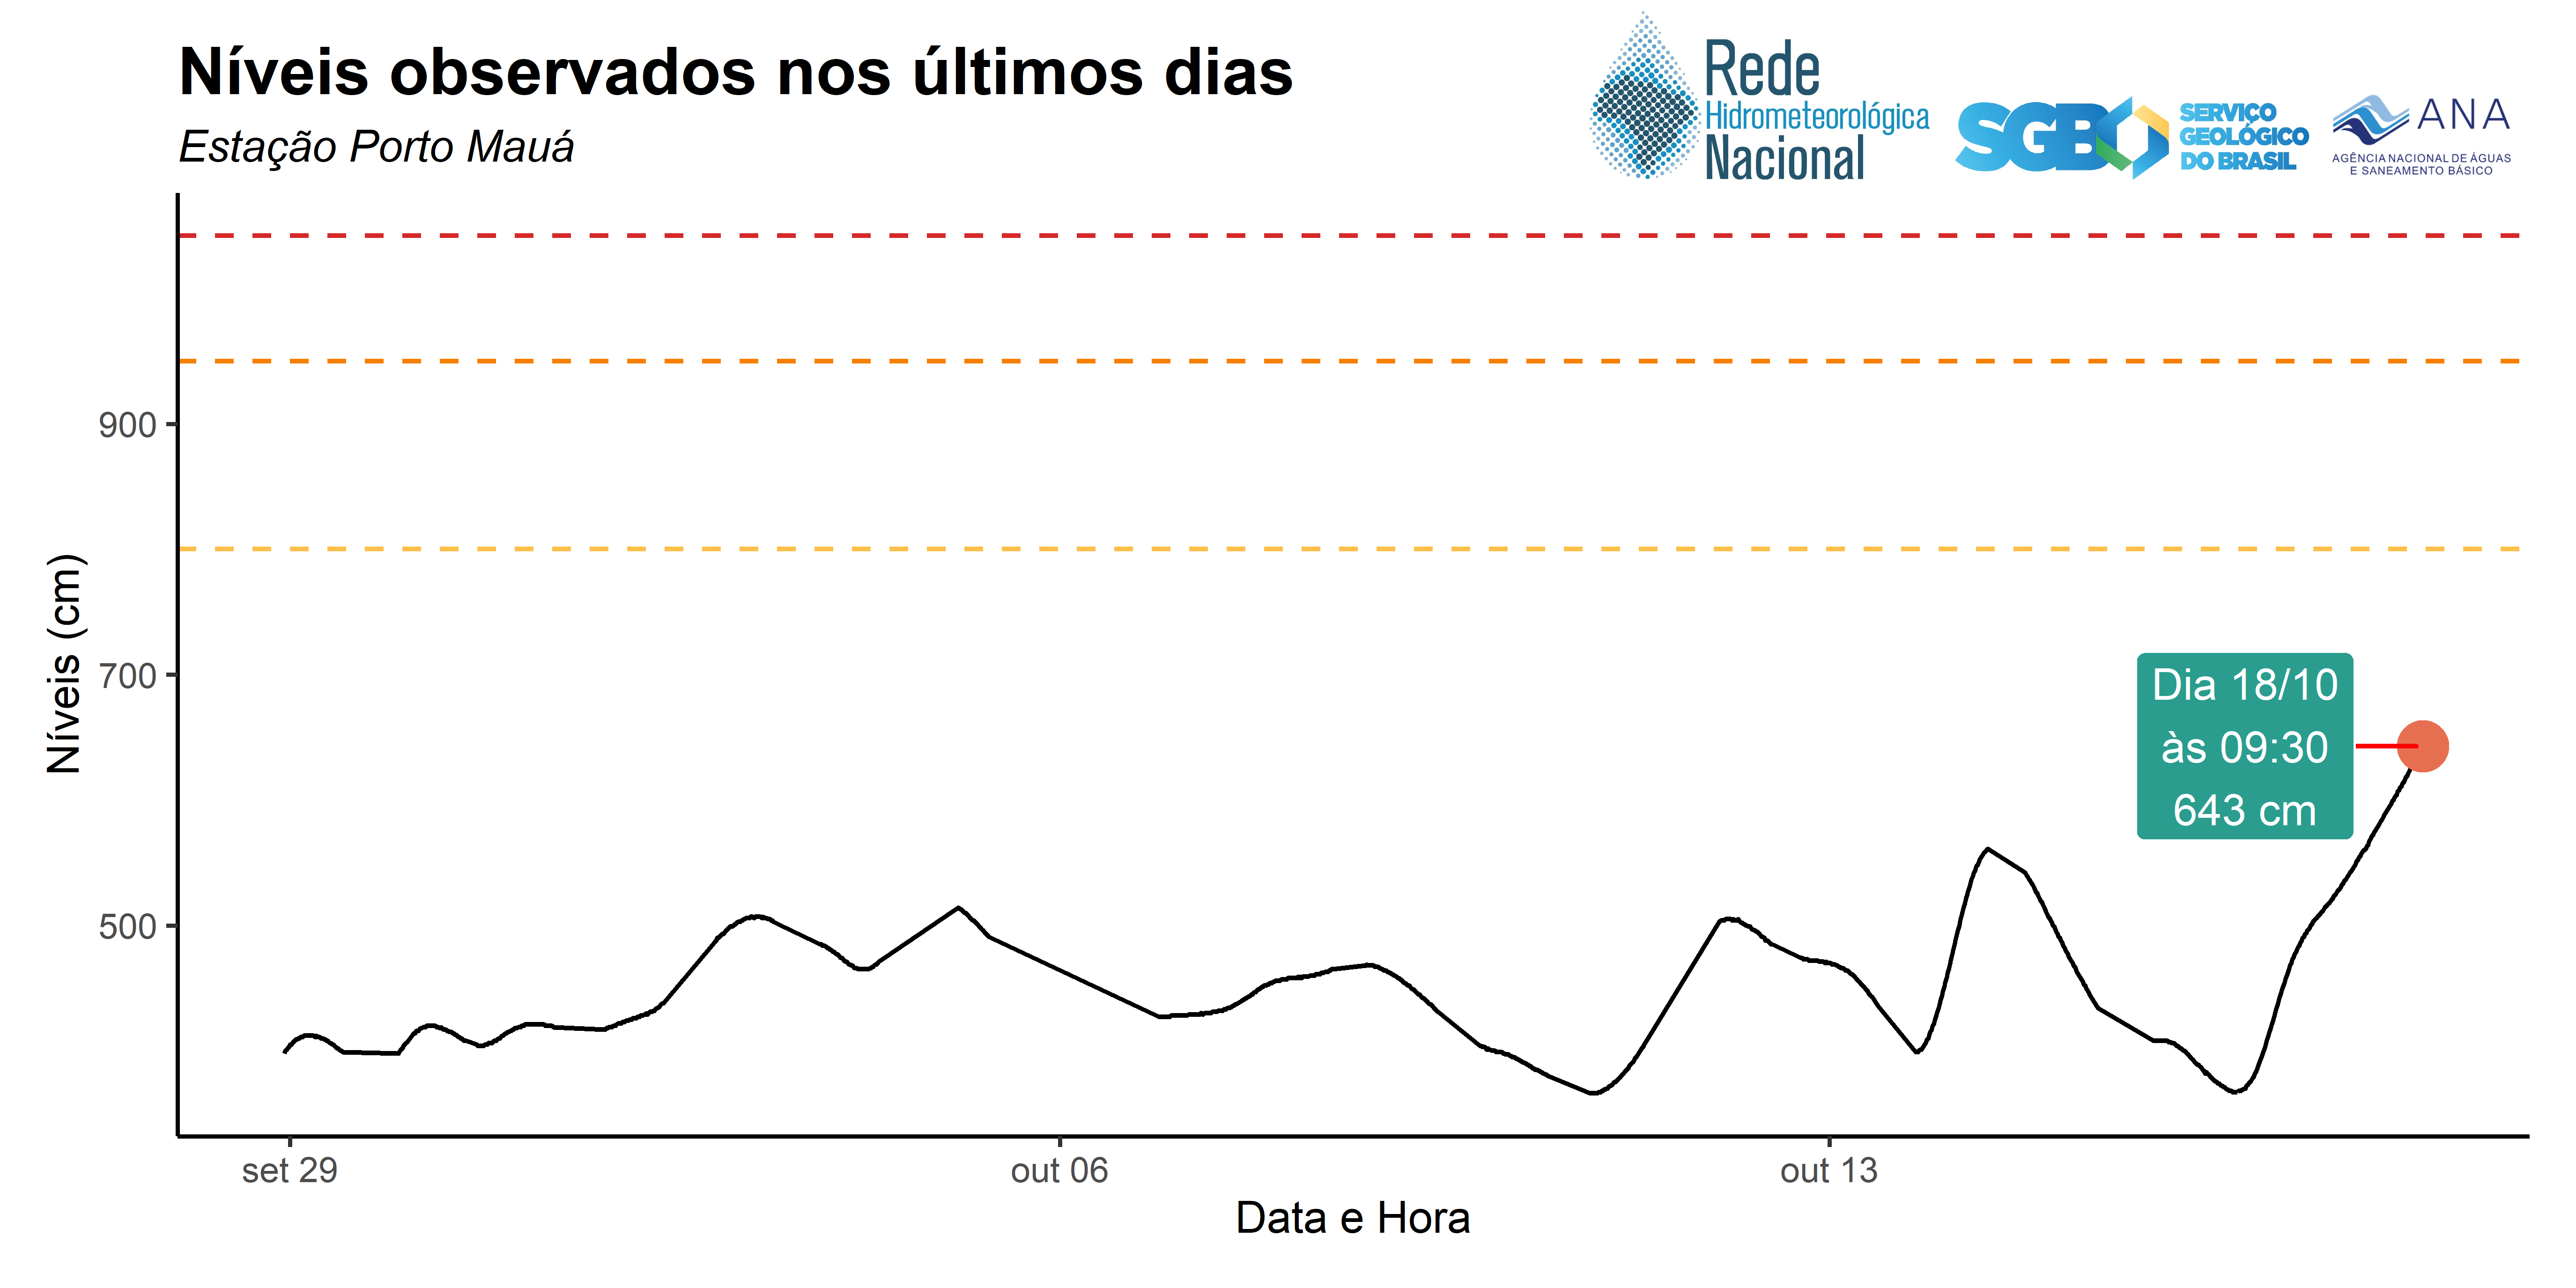 Níveis observados nos últimos dias
Estação Porto Mauá
Rede
Hidrometeorológica
Nacional
SGB
SERVIÇO
GEOLÓGICO
DO BRASIL
ANA
AGÊNCIA NACIONAL DE ÁGUAS
E SANEAMENTO BÁSICO
Níveis (cm)
900
700
500
Dia 18/10
às 09:30
643 cm
set 29
out 06
out 13
Data e Hora